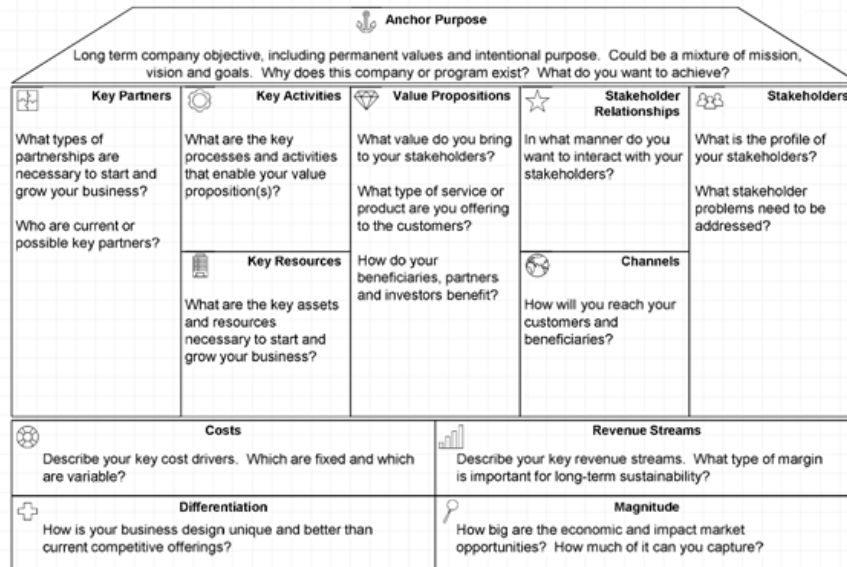 Anchor Purpose
Long term company objective, including permanent values and intentional purpose. Could be a mixture of mission,
vision and goals. Why does this company or program exist? What do you want to achieve?
Key Partners
What types of
partnerships are
necessary to start and
grow your business?
Who are current or
possible key partners?
Key Activities
What are the key
processes and activities
that enable your value
proposition(s)?
Key Resources
What are the key assets
and resources
necessary to start and
grow your business?
Value Propositions
What value do you bring
to your stakeholders?
What type of service or
product are you offering
to the customers?
How do your
beneficiaries, partners
and investors benefit?
Stakeholder
Relationships
In what manner do you
want to interact with your
stakeholders?
Channels
How will you reach your
customers and
beneficiaries?
Stakeholders
What is the profile of
your stakeholders?
What stakeholder
problems need to be
addressed?
Costs
Describe your key cost drivers. Which are fixed and which
are variable?
Revenue Streams
Describe your key revenue streams. What type of margin
is important for long-term sustainability?
Differentiation
How is your business design unique and better than
current competitive offerings?
Magnitude
How big are the economic and impact market
opportunities? How much of it can you capture?